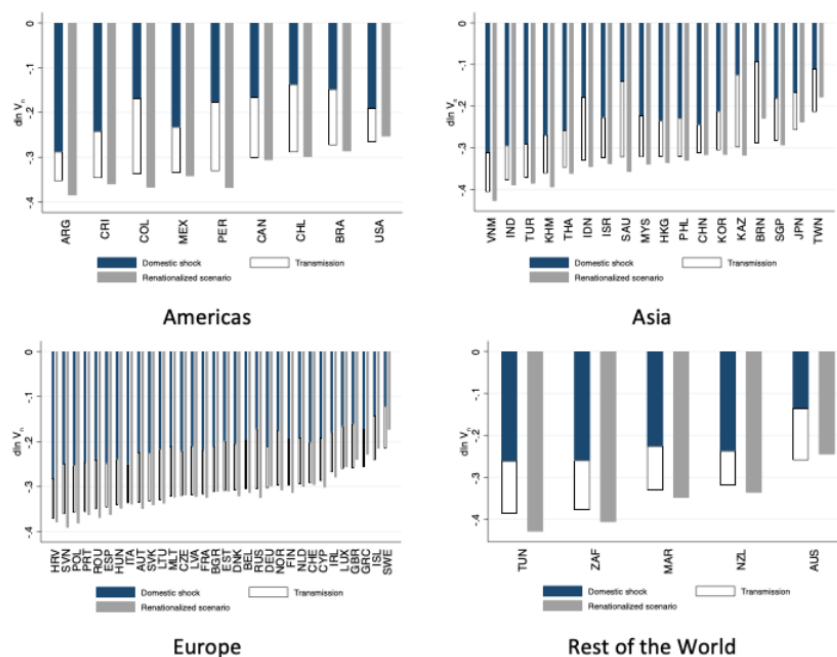 0
-.1
-.2
-.3
-.4
dln Vn
ARG CRI COL MEX PER CAN CHL BRA USA
Domestic shock Transmission
Renationalized scenario
Americas
0
-.1
-.2
-.3
-.4
dln Vn
VNM IND TUR KHM THA IDN ISR SAU MYS HKG PHL CHN KOR KAZ BRN SGP JPN TWN
Domestic shock Transmission
Renationalized scenario
Asia
0
-.1
-.2
-.3
-.4
dln Vn
HRV SVN POL PRT ROU ESP HUN ITA AUT SVK LTU MLT CZE LVA FRA BGR EST DNK BEL RUS DEU NOR FIN NLD CHE CYP IRL LUX GBR GRC ISL SWE
Domestic shock Transmission
Renationalized scenario
Europe
0
-.1
-.2
-.3
-.4
dln Vn
TUN ZAF MAR NZL AUS
Domestic shock Transmission
Renationalized scenario
Rest of the World